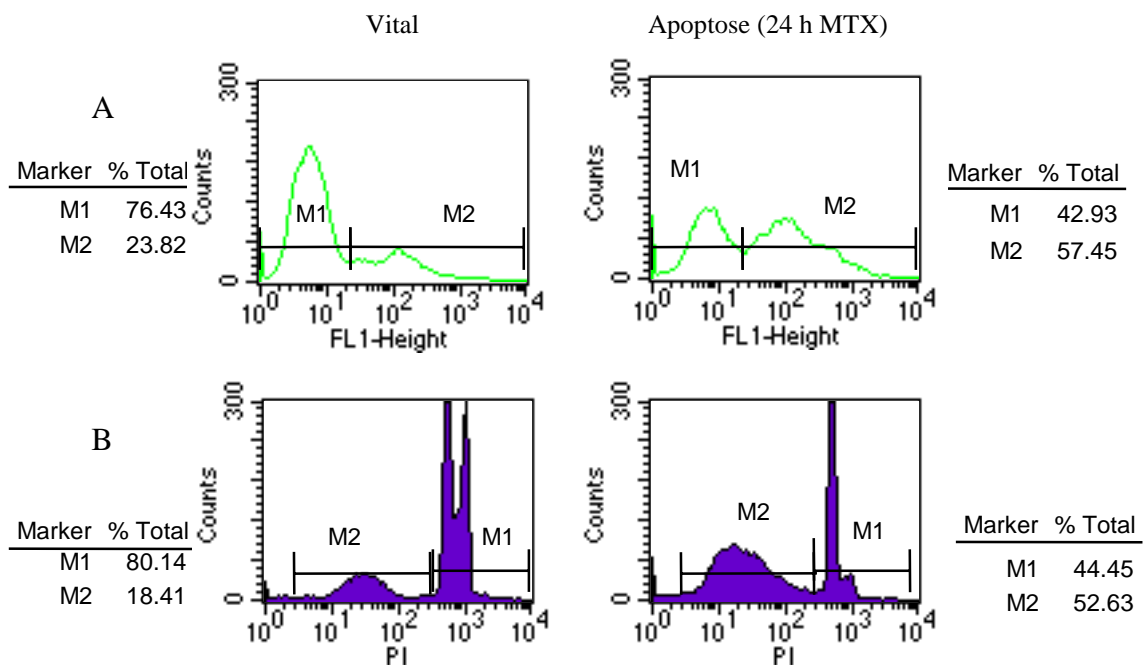 Vital
Apoptose (24 h MTX)
A
Marker % Total
M1 76.43
M2 23.82
300
Counts
0
M1
M2
10^0 10^1 10^2 10^3 10^4
FL1-Height
300
Counts
0
M1
M2
10^0 10^1 10^2 10^3 10^4
FL1-Height
Marker % Total
M1 42.93
M2 57.45
B
Marker % Total
M1 80.14
M2 18.41
300
Counts
0
M2
M1
10^0 10^1 10^2 10^3 10^4
PI
300
Counts
0
M2
M1
10^0 10^1 10^2 10^3 10^4
PI
Marker % Total
M1 44.45
M2 52.63